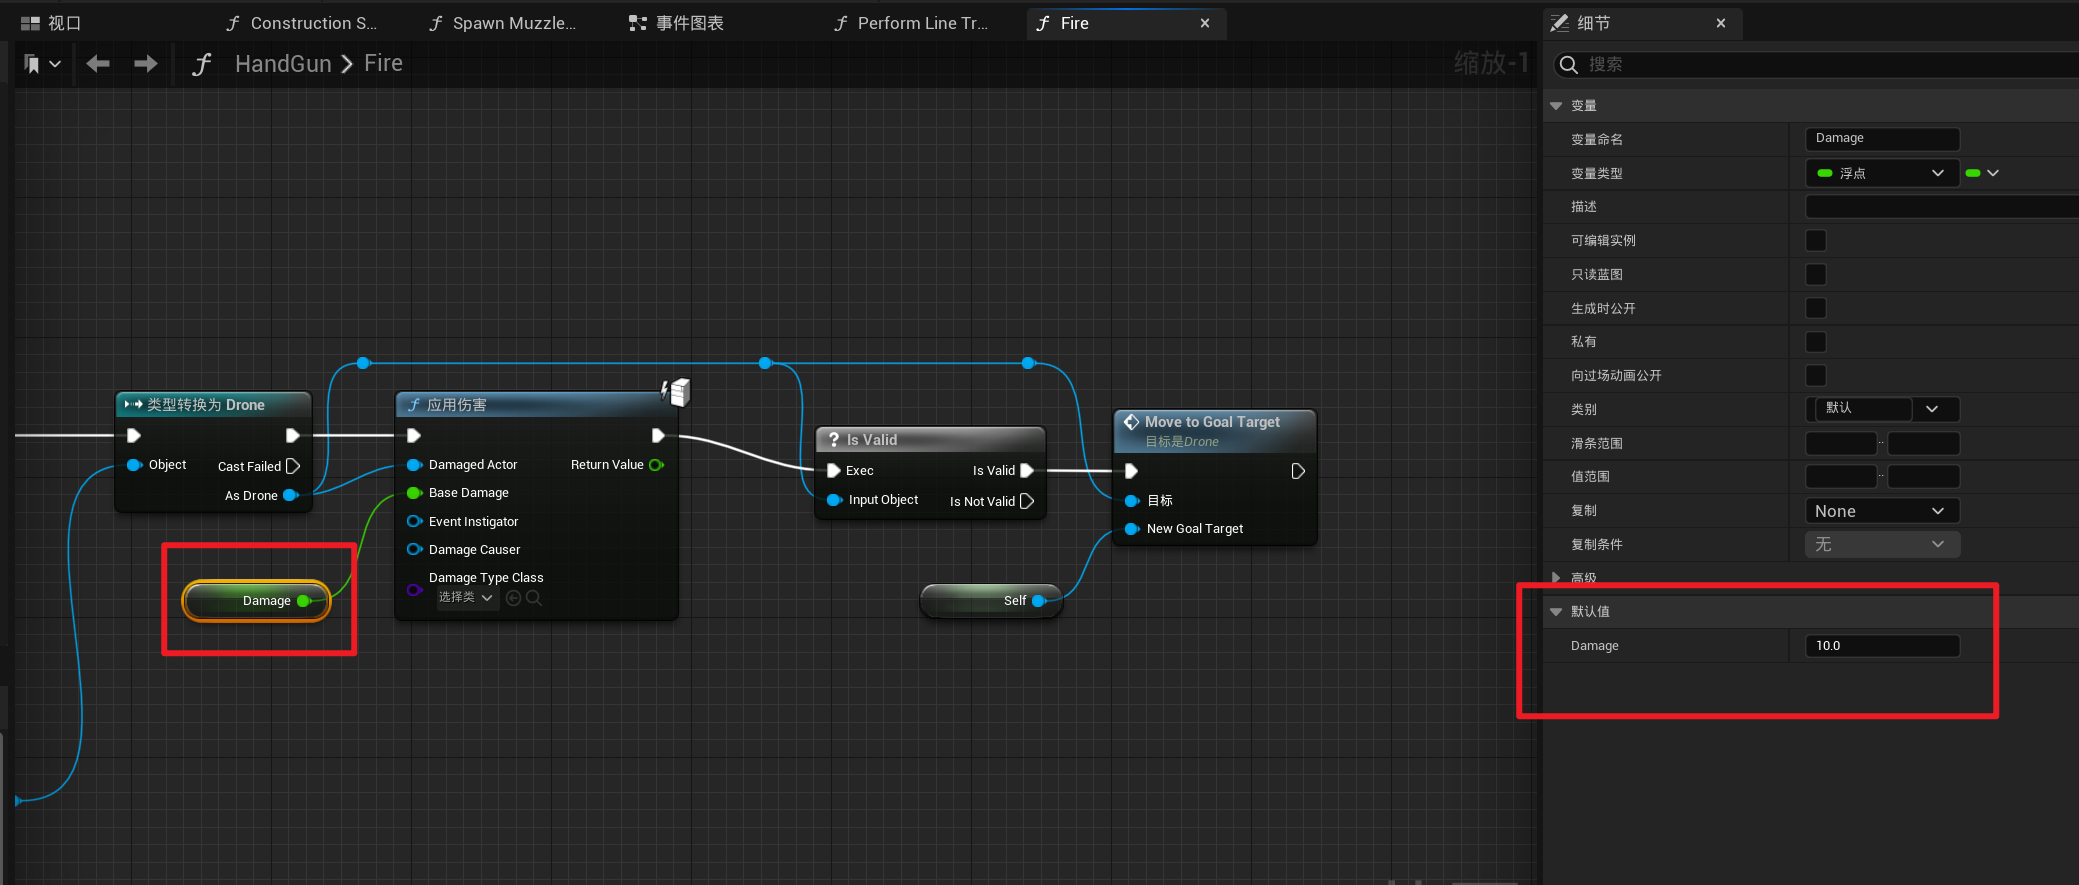 视口
Construction S...
Spawn Muzzle...
事件图表
Perform Line Tr...
Fire
细节
HandGun
Fire
缩放-1
搜索
变量
变量命名
Damage
变量类型
浮点
描述
可编辑实例
只读蓝图
生成时公开
私有
向过场动画公开
类别
默认
滑条范围
值范围
复制
None
复制条件
无
高级
默认值
Damage
10.0
类型转换为 Drone
Object
Cast Failed
As Drone
Damage
应用伤害
Damaged Actor
Return Value
Base Damage
Event Instigator
Damage Causer
Damage Type Class
选择类
? Is Valid
Exec
Is Valid
Input Object
Is Not Valid
Self
Move to Goal Target
目标是Drone
目标
New Goal Target